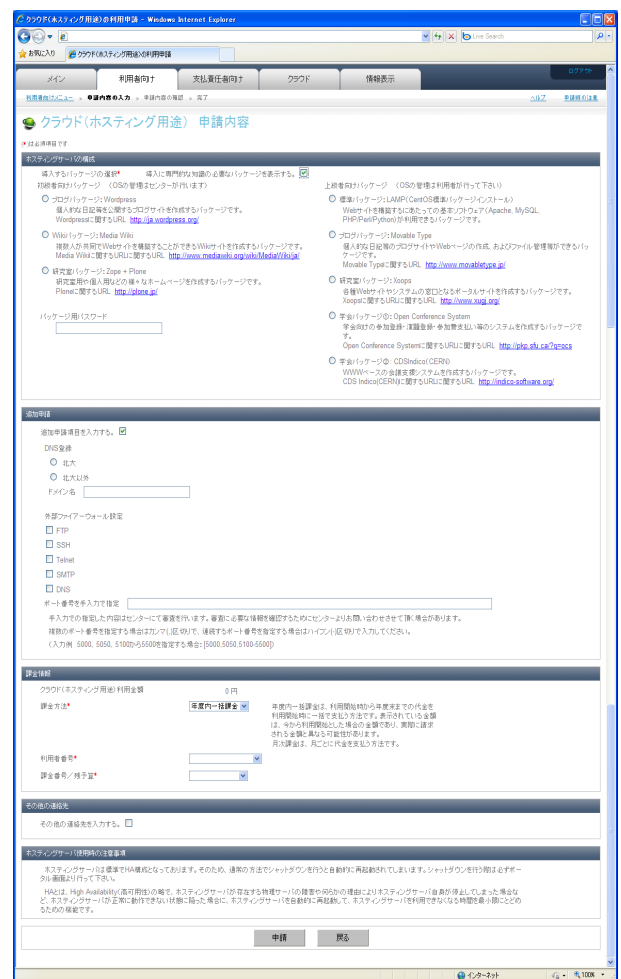 クラウド(ホスティング用途)の利用申請 - Windows Internet Explorer
Live Search
お気に入り
クラウド(ホスティング用途)の利用申請
ログアウト
メイン
利用者向け
支払責任者向け
クラウド
情報表示
利用者向けメニュー > 申請内容の入力 > 申請内容の確認 > 完了
ヘルプ
申請時の注意
クラウド(ホスティング用途) 申請内容
* は必須項目です
ホスティングサーバの構成
導入するパッケージの選択* 導入に専門的な知識の必要なパッケージを表示する。
初級者向けパッケージ (OSの管理はセンターが行います)
ブログパッケージ: Wordpress
個人的な日記等を公開するブログサイトを作成するパッケージです。
Wordpressに関するURL http://ja.wordpress.org/
Wikiパッケージ: Media Wiki
複数人が共同でWebサイトを構築することができるWikiサイトを作成するパッケージです。
Media Wikiに関するURLに関するURL http://www.mediawiki.org/wiki/MediaWiki/ja/
研究室パッケージ: Zope + Plone
研究室用や個人用などの様々なホームページを作成するパッケージです。
Ploneに関するURL http://plone.jp/
パッケージ用パスワード
上級者向けパッケージ (OSの管理は利用者が行って下さい)
標準パッケージ: LAMP(CentOS標準パッケージインストール)
Webサイトを構築するにあたっての基本ソフトウェア(Apache, MySQL,
PHP/Perl/Python)が利用できるパッケージです。
ブログパッケージ: Movable Type
個人的な日記等のブログサイトやWebページの作成、およびファイル管理等ができるパッ
ケージです。
Movable Typeに関するURL http://www.movabletype.jp/
研究室パッケージ: Xoops
各種Webサイトやシステムの窓口となるポータルサイトを作成するパッケージです。
Xoopsに関するURLに関するURL http://www.xugj.org/
学会パッケージ①: Open Conference System
学会向けの参加登録・演題登録・参加費支払い等のシステムを作成するパッケージで
す。
Open Conference Systemに関するURLに関するURL http://pkp.sfu.ca/?q=ocs
学会パッケージ②: CDSIndico(CERN)
WWWベースの会議支援システムを作成するパッケージです。
CDS Indico(CERN)に関するURLに関するURL http://indico-software.org/
追加申請
追加申請項目を入力する。
DNS登録
北大
北大以外
ドメイン名
外部ファイアーウォール設定
FTP
SSH
Telnet
SMTP
DNS
ポート番号を手入力で指定
手入力での指定した内容はセンターにて審査を行います。審査に必要な情報を確認するためにセンターよりお問い合わせさせて頂く場合があります。
複数のポート番号を指定する場合はカンマ(,)区切りで、連続するポート番号を指定する場合はハイフン(-)区切りで入力してください。
(入力例 5000, 5050, 5100から5500を指定する場合: [5000,5050,5100-5500])
課金情報
クラウド(ホスティング用途)利用金額
0 円
課金方法*
年度内一括課金
年度内一括課金は、利用開始時から年度末までの代金を
利用開始時に一括で支払う方法です。表示されている金額
は、今から利用開始とした場合の金額であり、実際に請求
される金額と異なる可能性があります。
月次課金は、月ごとに代金を支払う方法です。
利用者番号*
課金番号／残予算*
その他の連絡先
その他の連絡先を入力する。
ホスティングサーバ使用時の注意事項
ホスティングサーバは標準でHA構成となっております。そのため、通常の方法でシャットダウンを行うと自動的に再起動されてしまいます。シャットダウンを行う際は必ずポー
タル画面より行って下さい。
HAとは、High Availability(高可用性)の略で、ホスティングサーバが存在する物理サーバの障害や何らかの理由によりホスティングサーバ自身が停止してしまった場合な
ど、ホスティングサーバが正常に動作できない状態に陥った場合に、ホスティングサーバを自動的に再起動して、ホスティングサーバを利用できなくなる時間を最小限にとどめ
るための機能です。
申請
戻る
インターネット
100%